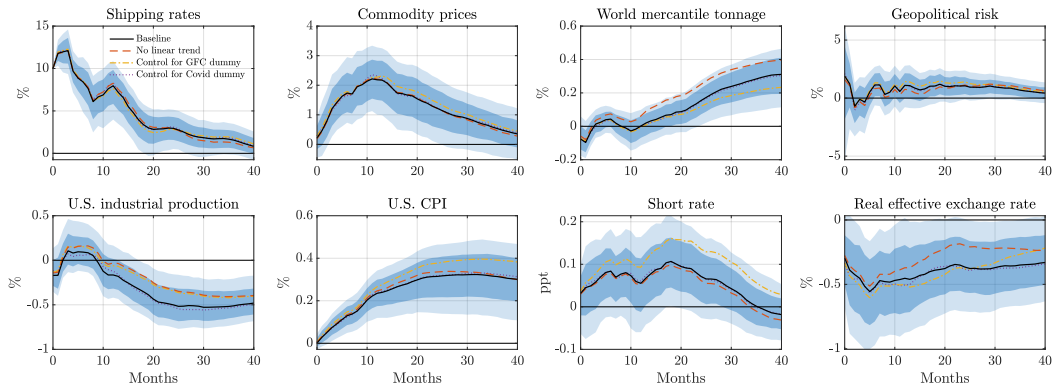 Shipping rates
Commodity prices
World mercantile tonnage
Geopolitical risk
15
10
5
0
%
Baseline
No linear trend
Control for GFC dummy
Control for Covid dummy
0 10 20 30 40
4
3
2
1
0
%
0 10 20 30 40
0.6
0.4
0.2
0
-0.2
%
0 10 20 30 40
5
0
-5
%
0 10 20 30 40
U.S. industrial production
U.S. CPI
Short rate
Real effective exchange rate
0.5
0
-0.5
-1
%
0 10 20 30 40
Months
0.6
0.4
0.2
0
%
0 10 20 30 40
Months
0.2
0.1
0
-0.1
ppt
0 10 20 30 40
Months
0
-0.5
-1
%
0 10 20 30 40
Months